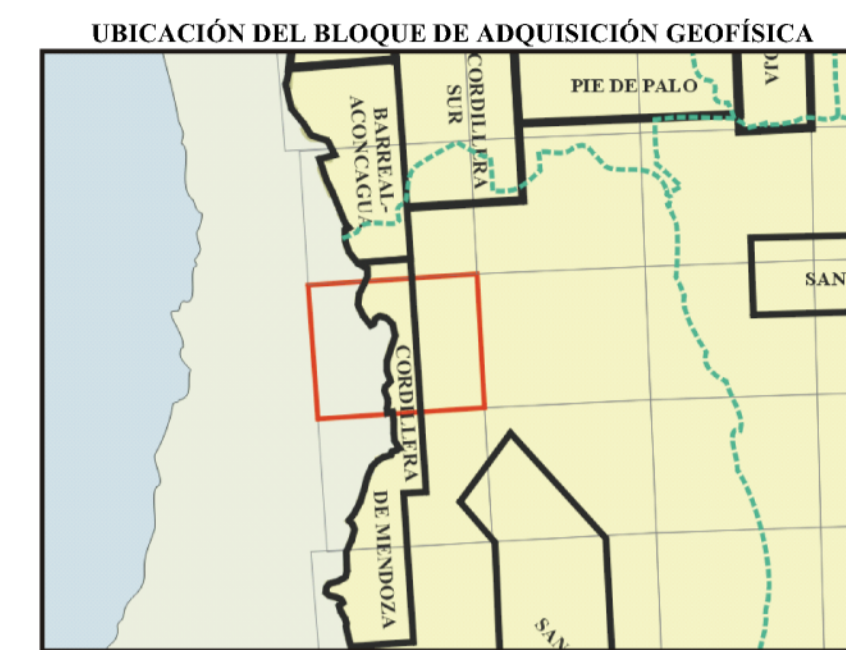 UBICACIÓN DEL BLOQUE DE ADQUISICIÓN GEOFÍSICA
CORDILLERA
SUR
PIE DE PALO
OJA
BARREAL-
ACONCAGUA
SAN
CORDILLERA
DE MENDOZA
SAN